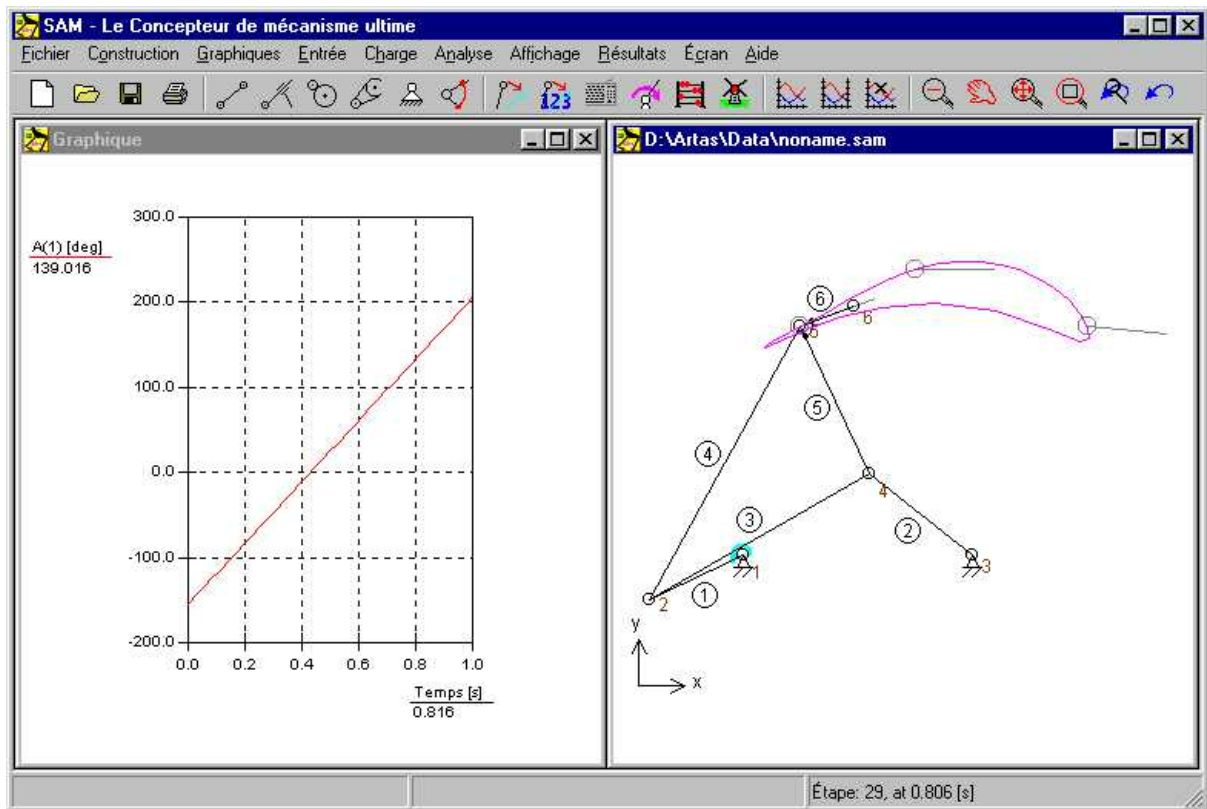 SAM - Le Concepteur de mécanisme ultime
Fichier Construction Graphiques Entrée Charge Analyse Affichage Résultats Écran Aide
123
Graphique
A(1) [deg]
139.016
300.0
200.0
100.0
0.0
-100.0
-200.0
0.0 0.2 0.4 0.6 0.8 1.0
Temps [s]
0.816
D:\Artas\Data\noname.sam
6
6
5
5
4
4
3
2
3
1
1
2
y
x
Étape: 29, at 0.806 [s]